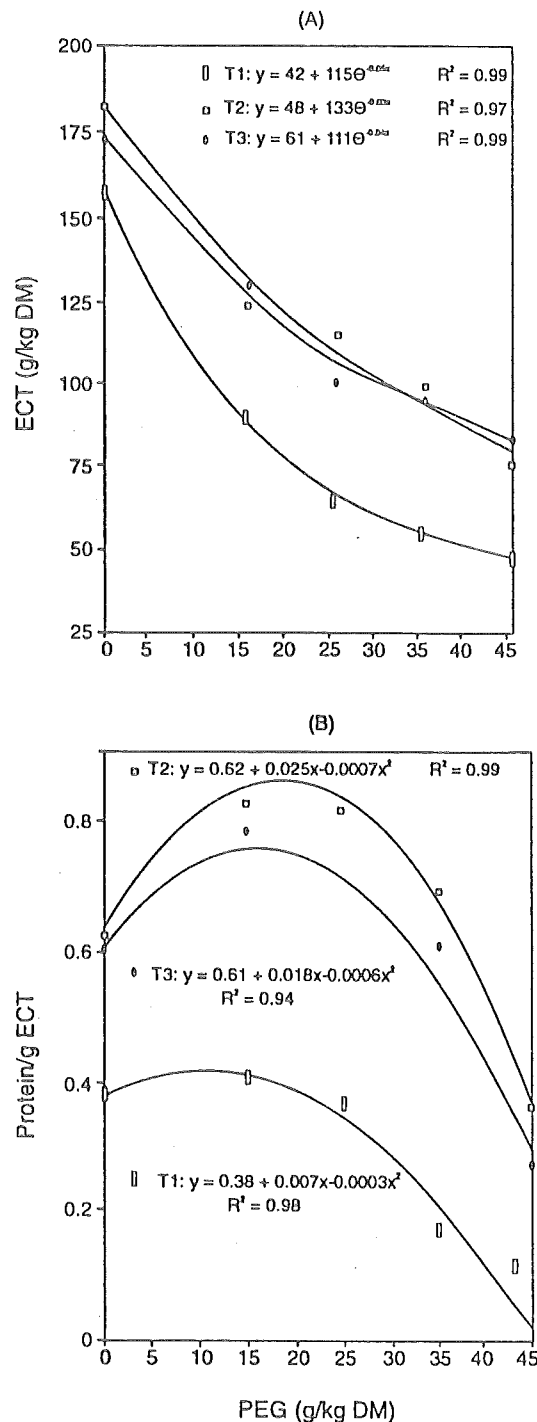 (A)
200
175
150
125
100
75
50
25
ECT (g/kg DM)
T1: y = 42 + 115Θ R² = 0.99
T2: y = 48 + 133Θ R² = 0.97
T3: y = 61 + 111Θ R² = 0.99
0 5 10 15 20 25 30 35 40 45
(B)
T2: y = 0.62 + 0.025x-0.0007x² R² = 0.99
0.8
0.6
0.4
0.2
0
Protein/g ECT
T3: y = 0.61 + 0.018x-0.0006x²
R² = 0.94
T1: y = 0.38 + 0.007x-0.0003x²
R² = 0.98
0 5 10 15 20 25 30 35 40 45
PEG (g/kg DM)